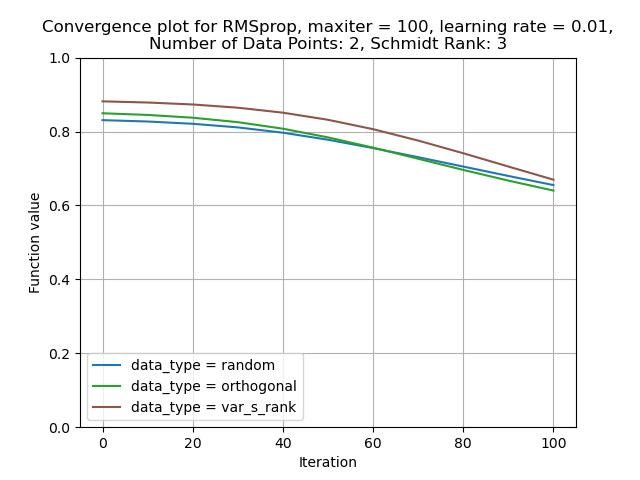 Convergence plot for RMSprop, maxiter = 100, learning rate = 0.01,
Number of Data Points: 2, Schmidt Rank: 3
1.0
0.8
0.6
0.4
0.2
0.0
Function value
data_type = random
data_type = orthogonal
data_type = var_s_rank
0 20 40 60 80 100
Iteration